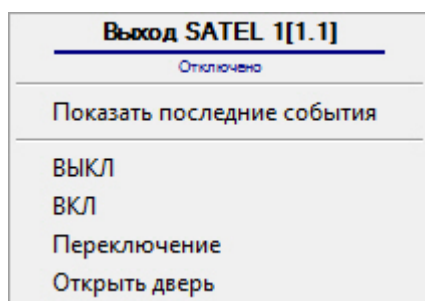 Выход SATEL 1[1.1]
Отключено
Показать последние события
ВЫКЛ
ВКЛ
Переключение
Открыть дверь